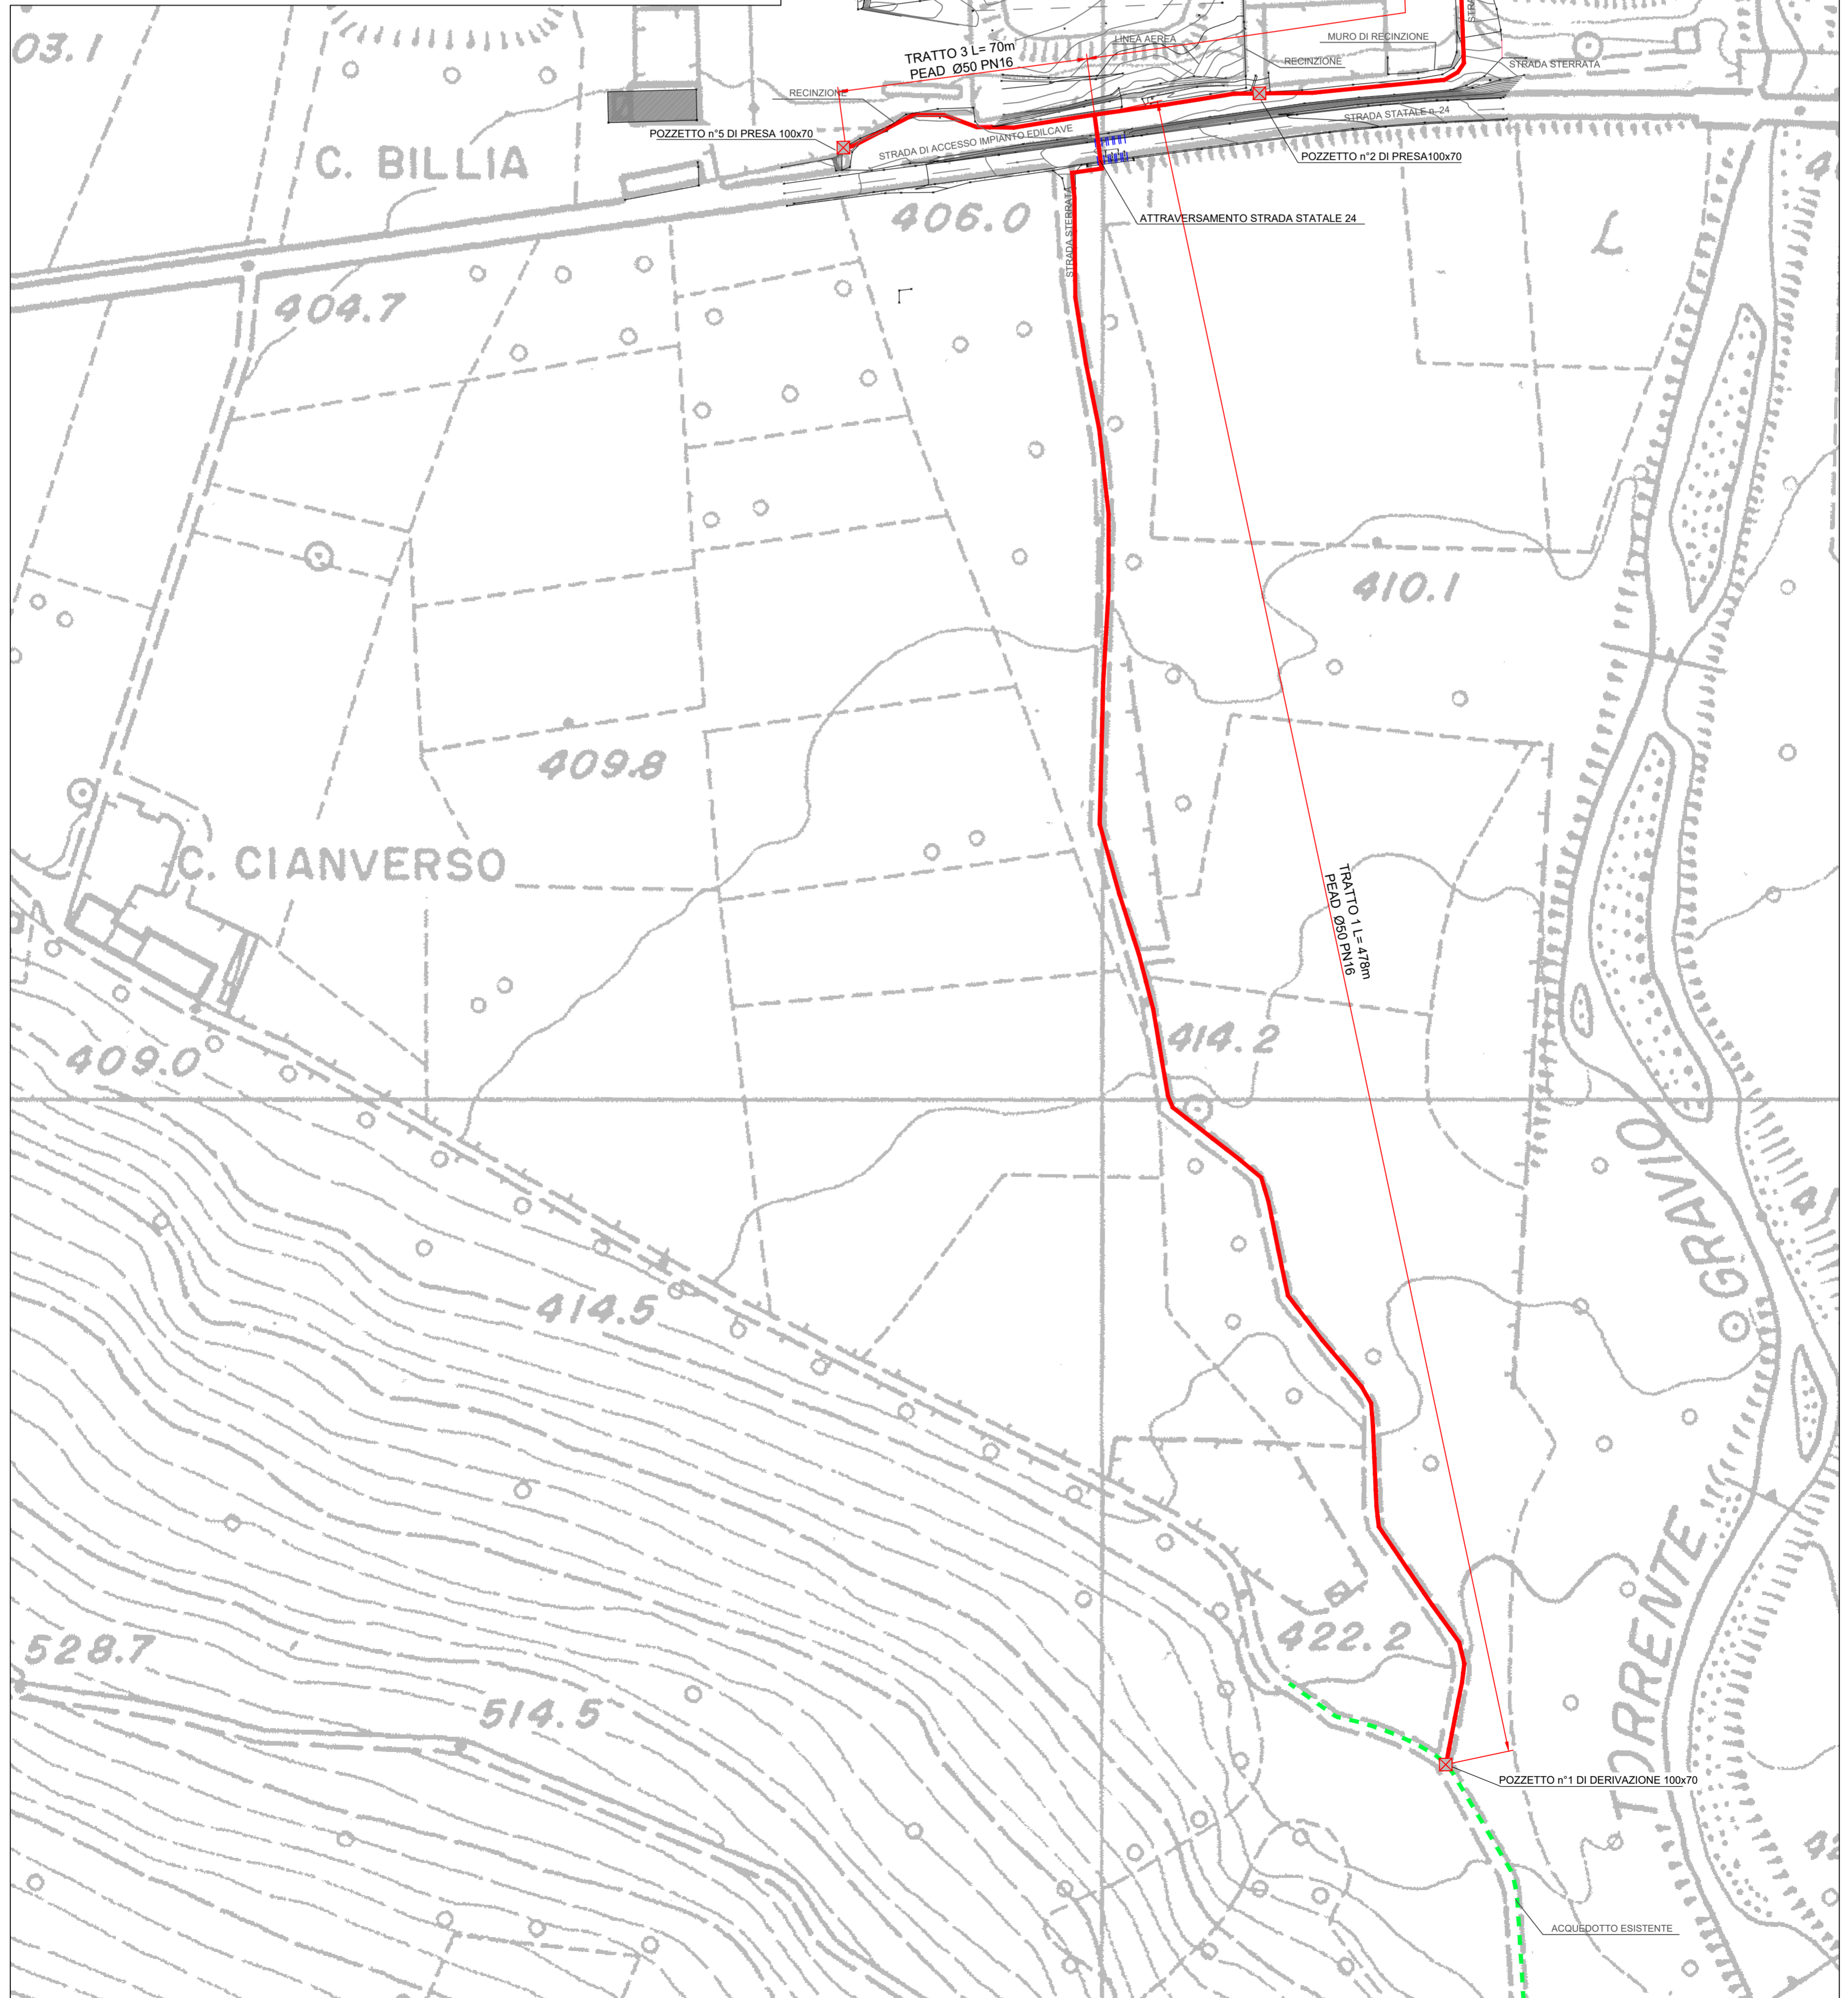 03.1
TRATTO 3 L= 70m
PEAD Ø50 PN16
LINEA AEREA
MURO DI RECINZIONE
RECINZIONE
STRADA STERRATA
RECINZIONE
STRADA STATALE n. 24
POZZETTO n°5 DI PRESA 100x70
STRADA DI ACCESSO IMPIANTO EDILCAVE
POZZETTO n°2 DI PRESA100x70
C. BILLIA
406.0
ATTRAVERSAMENTO STRADA STATALE 24
STRADA STERRATA
L
404.7
410.1
409.8
C. CIANVERSO
TRATTO 1 L= 478m
PEAD Ø50 PN16
414.2
409.0
GRAVIO
414.5
TORRENTE
422.2
528.7
514.5
POZZETTO n°1 DI DERIVAZIONE 100x70
ACQUEDOTTO ESISTENTE